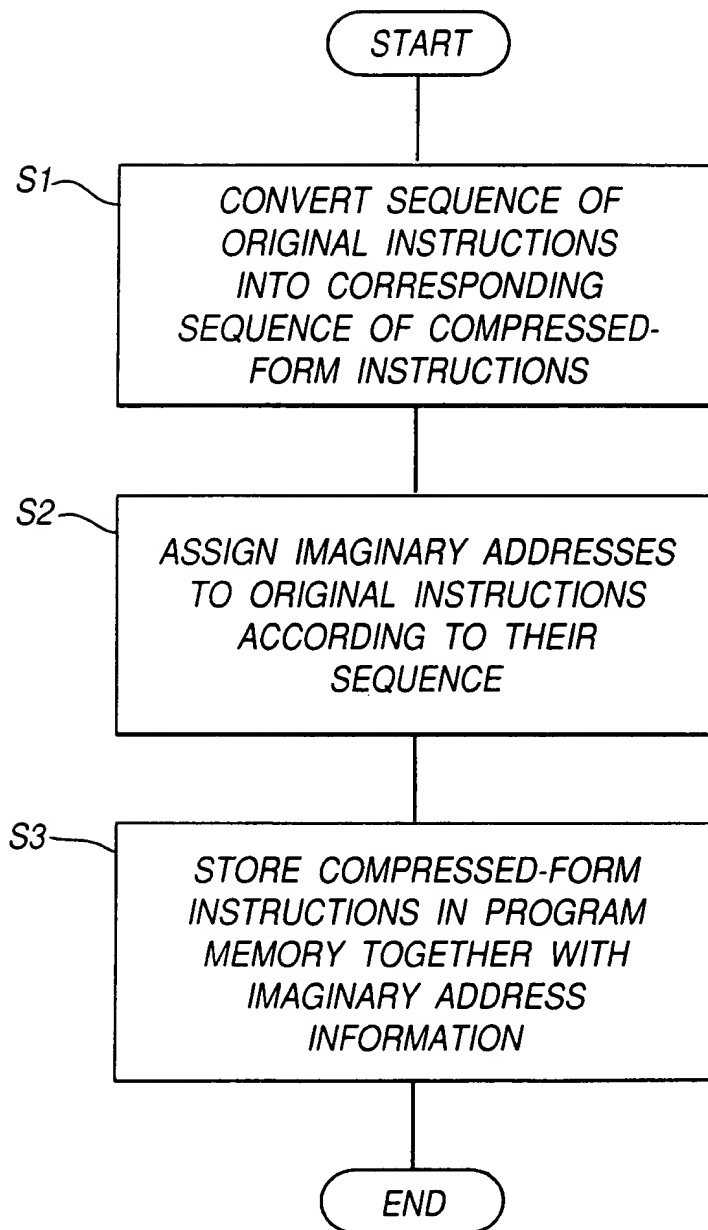 START
S1
CONVERT SEQUENCE OF
ORIGINAL INSTRUCTIONS
INTO CORRESPONDING
SEQUENCE OF COMPRESSED-
FORM INSTRUCTIONS
S2
ASSIGN IMAGINARY ADDRESSES
TO ORIGINAL INSTRUCTIONS
ACCORDING TO THEIR
SEQUENCE
S3
STORE COMPRESSED-FORM
INSTRUCTIONS IN PROGRAM
MEMORY TOGETHER WITH
IMAGINARY ADDRESS
INFORMATION
END